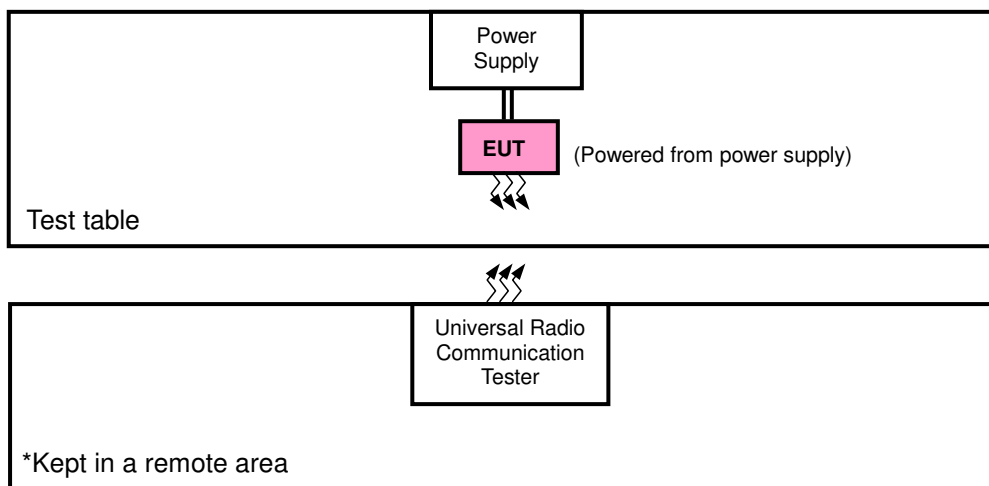 Power
Supply
EUT
(Powered from power supply)
Test table
Universal Radio
Communication
Tester
*Kept in a remote area